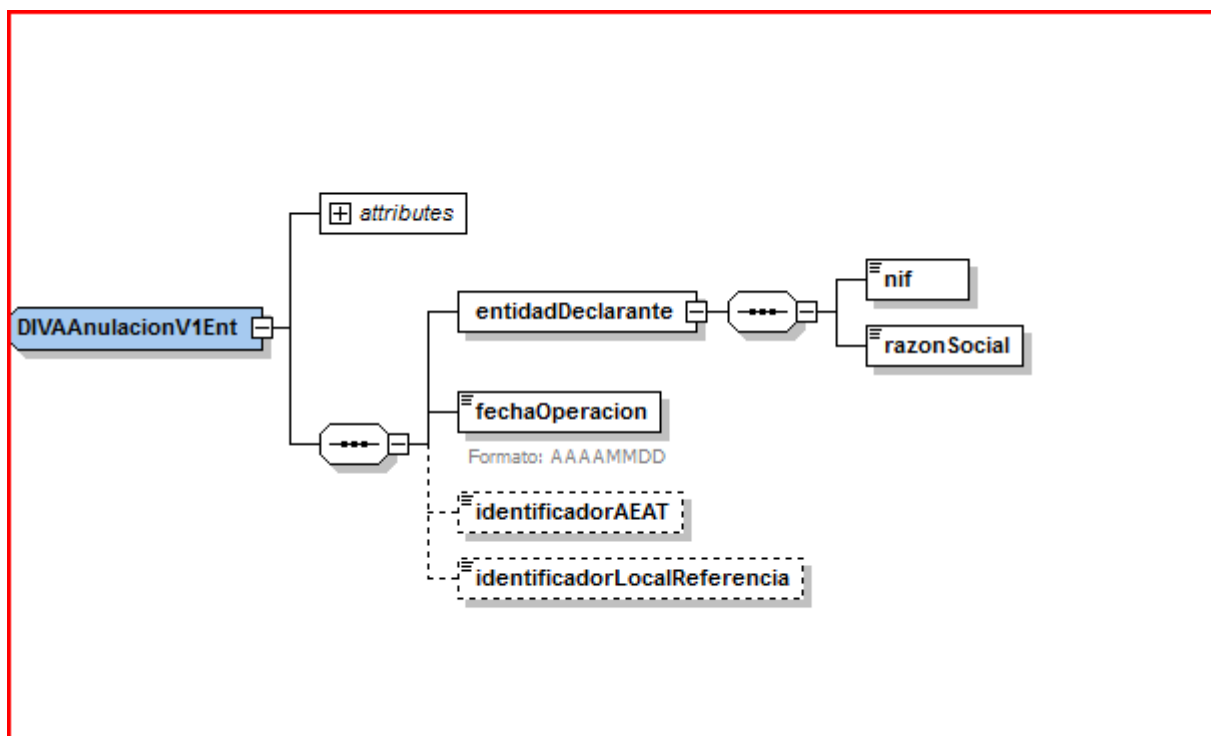 attributes
DIVAAnulacionV1Ent
entidadDeclarante
nif
razonSocial
fechaOperacion
Formato: AAAAMMDD
identificadorAEAT
identificadorLocalReferencia